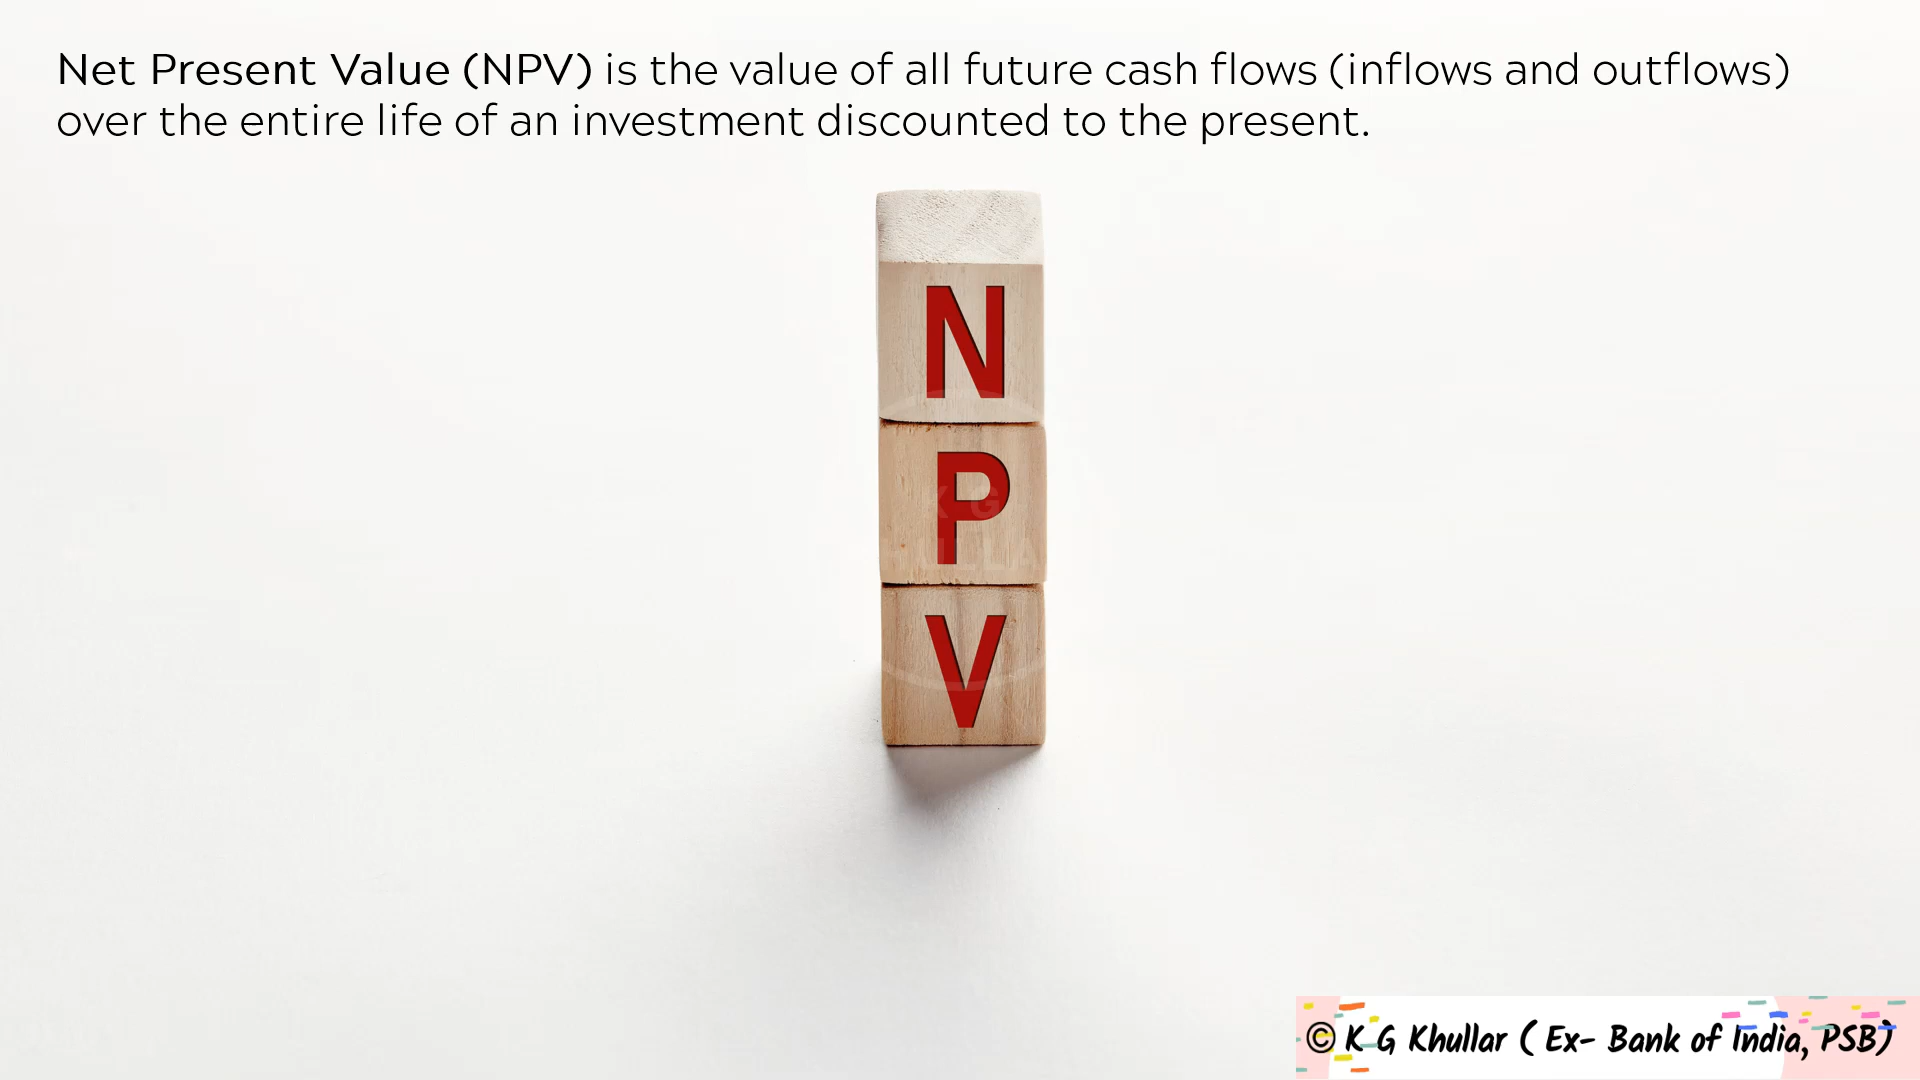 Net Present Value (NPV) is the value of all future cash flows (inflows and outflows)
over the entire life of an investment discounted to the present.
N
P
V
K G
© K G Khullar ( Ex- Bank of India, PSB)